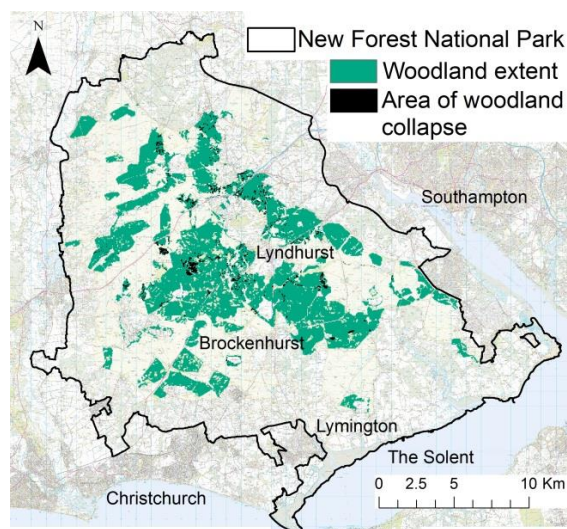 N
New Forest National Park
Woodland extent
Area of woodland
collapse
Southampton
Lyndhurst
Brockenhurst
Lymington
The Solent
Christchurch
0 2.5 5 10 Km